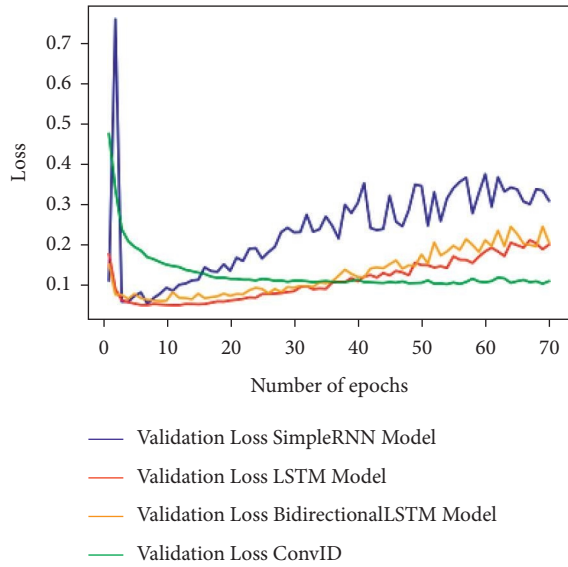 0.7
0.6
0.5
0.4
0.3
0.2
0.1
Loss
0 10 20 30 40 50 60 70
Number of epochs
Validation Loss SimpleRNN Model
Validation Loss LSTM Model
Validation Loss BidirectionalLSTM Model
Validation Loss ConvID